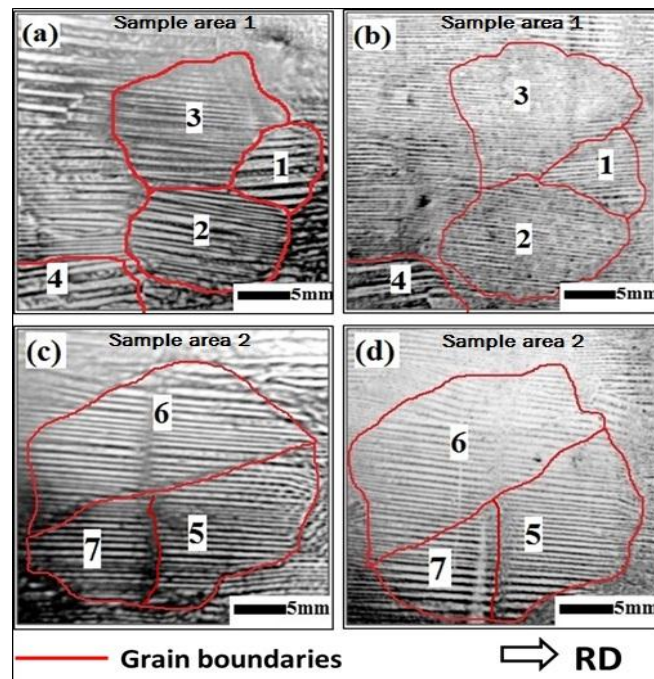 (a) Sample area 1
3
1
2
4
5mm
(b) Sample area 1
3
1
2
4
5mm
(c) Sample area 2
6
5
7
5mm
(d) Sample area 2
6
5
7
5mm
Grain boundaries
RD